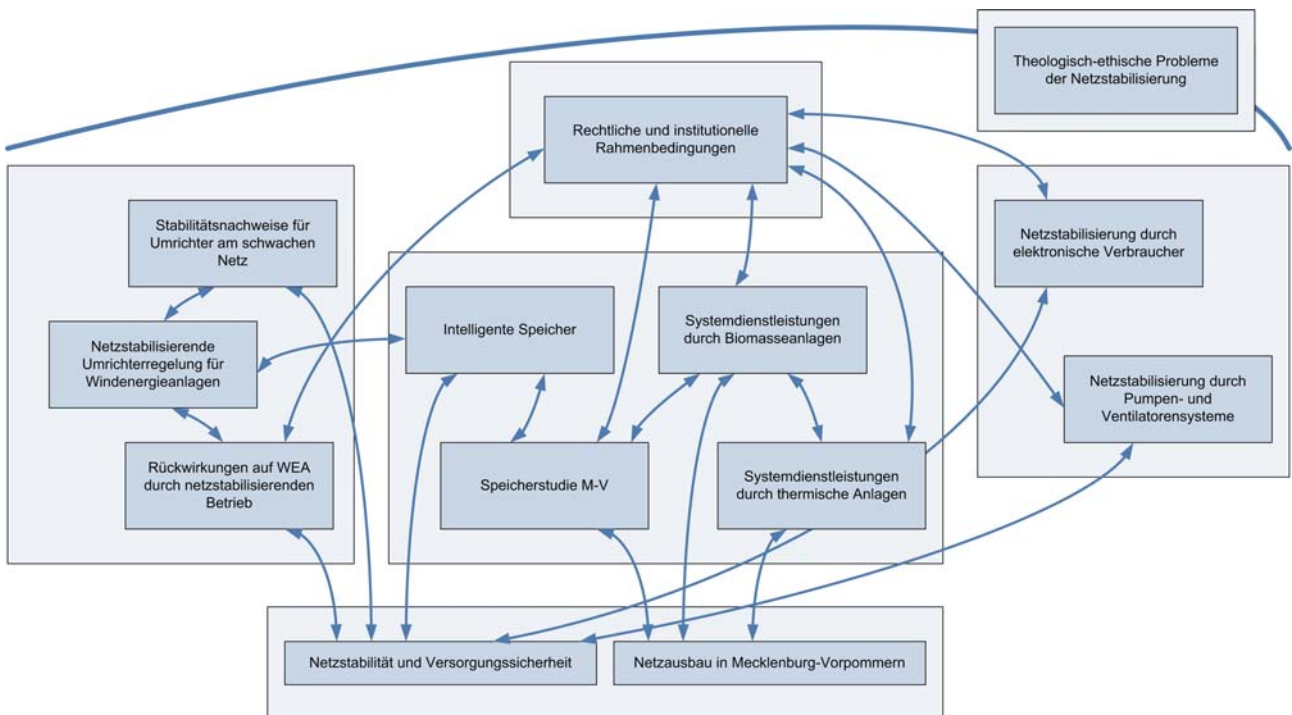 Theologisch-ethische Probleme
der Netzstabilisierung
Rechtliche und institutionelle
Rahmenbedingungen
Stabilitätsnachweise für
Umrichter am schwachen
Netz
Netzstabilisierende
Umrichterregelung für
Windenergieanlagen
Rückwirkungen auf WEA
durch netzstabilisierenden
Betrieb
Intelligente Speicher
Systemdienstleistungen
durch Biomasseanlagen
Speicherstudie M-V
Systemdienstleistungen
durch thermische Anlagen
Netzstabilisierung durch
elektronische Verbraucher
Netzstabilisierung durch
Pumpen- und
Ventilatorensysteme
Netzstabilität und Versorgungssicherheit
Netzausbau in Mecklenburg-Vorpommern